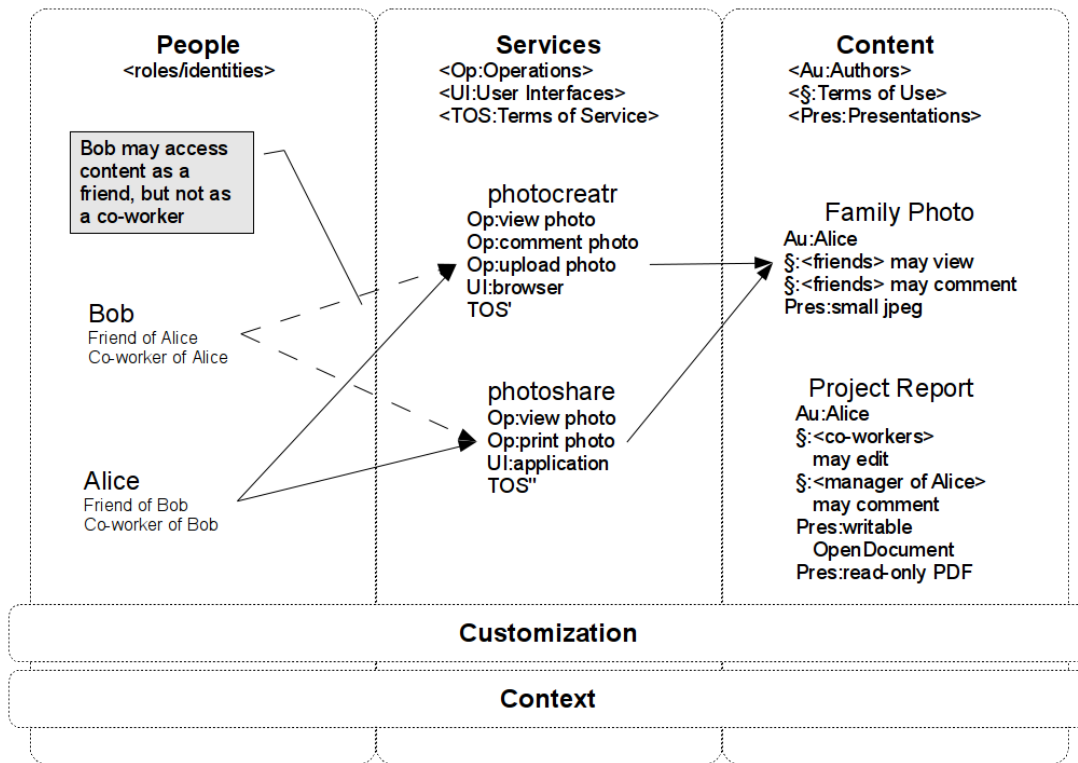 People
<roles/identities>
Bob may access
content as a
friend, but not as
a co-worker
Bob
Friend of Alice
Co-worker of Alice
Alice
Friend of Bob
Co-worker of Bob
Services
<Op:Operations>
<UI:User Interfaces>
<TOS:Terms of Service>
photocreatr
Op:view photo
Op:comment photo
Op:upload photo
UI:browser
TOS'
photoshare
Op:view photo
Op:print photo
UI:application
TOS"
Content
<Au:Authors>
<§:Terms of Use>
<Pres:Presentations>
Family Photo
Au:Alice
§:<friends> may view
§:<friends> may comment
Pres:small jpeg
Project Report
Au:Alice
§:<co-workers>
may edit
§:<manager of Alice>
may comment
Pres:writable
OpenDocument
Pres:read-only PDF
Customization
Context